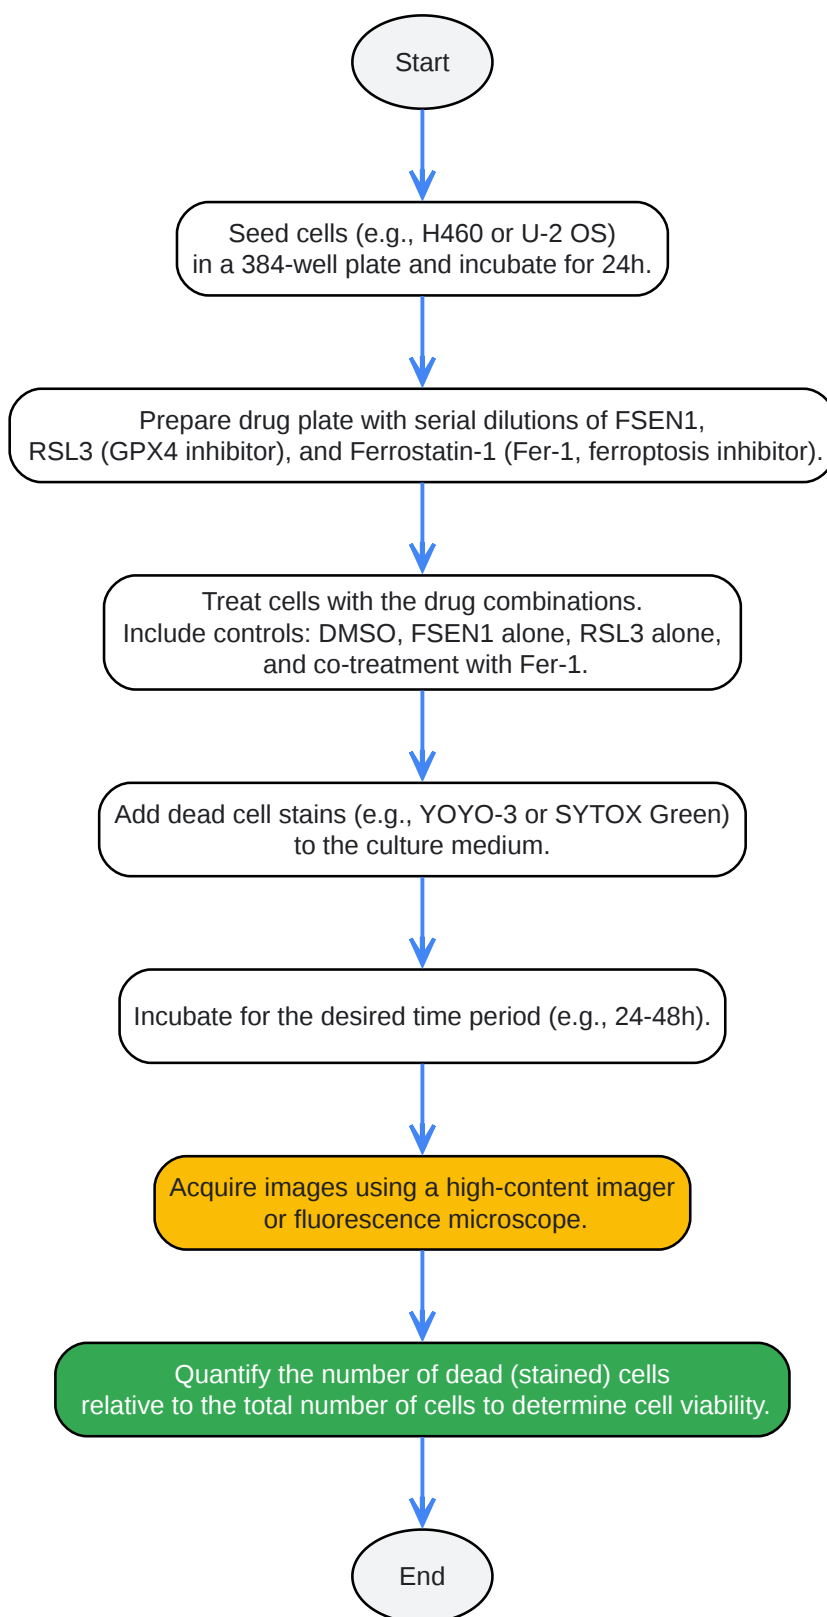 Start
Seed cells (e.g., H460 or U-2 OS)
in a 384-well plate and incubate for 24h.
Prepare drug plate with serial dilutions of FSEN1,
RSL3 (GPX4 inhibitor), and Ferrostatin-1 (Fer-1, ferroptosis inhibitor).
Treat cells with the drug combinations.
Include controls: DMSO, FSEN1 alone, RSL3 alone,
and co-treatment with Fer-1.
Add dead cell stains (e.g., YOYO-3 or SYTOX Green)
to the culture medium.
Incubate for the desired time period (e.g., 24-48h).
Acquire images using a high-content imager
or fluorescence microscope.
Quantify the number of dead (stained) cells
relative to the total number of cells to determine cell viability.
End